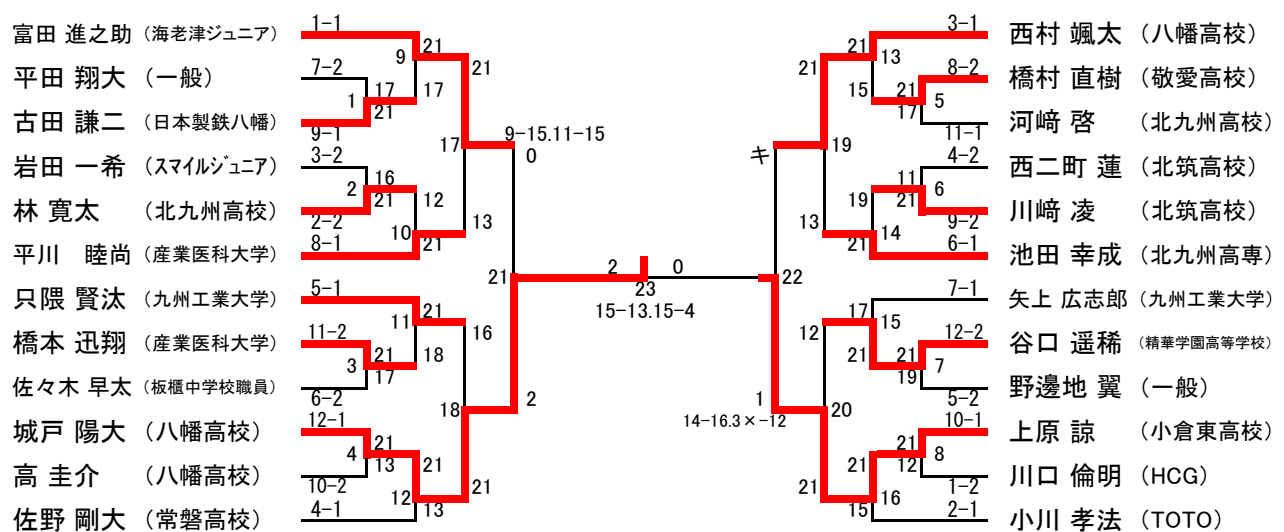 富田 進之助 (海老津ジュニア) 1-1
平田 翔大 (一般) 7-2
古田 謙二 (日本製鉄八幡) 9-1
岩田 一希 (スマイルジュニア) 3-2
林 寛太 (北九州高校) 2-2
平川 睦尚 (産業医科大学) 8-1
只隈 賢汰 (九州工業大学) 5-1
橋本 迅翔 (産業医科大学) 11-2
佐々木 早太 (板櫃中学校職員) 6-2
城戸 陽大 (八幡高校) 12-1
高 圭介 (八幡高校) 10-2
佐野 剛大 (常磐高校) 4-1
1 17 21
2 16 21
3 21 17
4 21 13
9 21 17
10 12 21
11 21 18
12 21 13
17 21 13
18 16 21
9-15.11-15
0
21
2
2 0
23
15-13.15-4
キ
22
1
14-16.3×-12
19 21 13
20 12 21
13 21 15
14 19 21
15 17 21
16 21 15
5 21 17
6 11 21
7 21 19
8 21 12
3-1 西村 颯太 (八幡高校)
8-2 橋村 直樹 (敬愛高校)
11-1 河﨑 啓 (北九州高校)
4-2 西二町 蓮 (北筑高校)
9-2 川﨑 凌 (北筑高校)
6-1 池田 幸成 (北九州高専)
7-1 矢上 広志郎 (九州工業大学)
12-2 谷口 遥稀 (精華学園高等学校)
5-2 野邊地 翼 (一般)
10-1 上原 諒 (小倉東高校)
1-2 川口 倫明 (HCG)
2-1 小川 孝法 (TOTO)